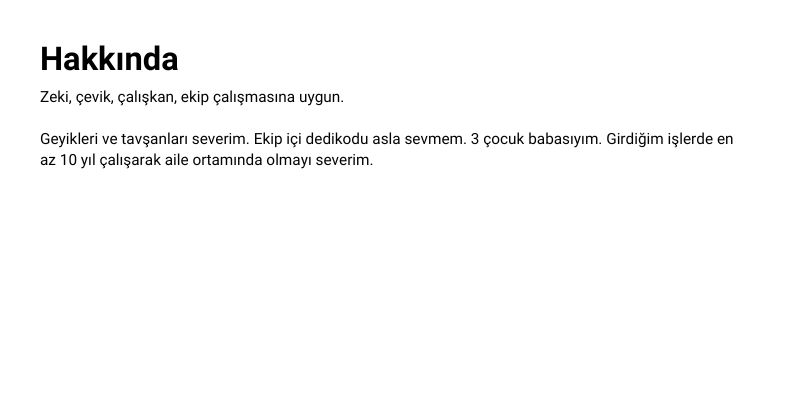 Hakkında
Zeki, çevik, çalışkan, ekip çalışmasına uygun.
Geyikleri ve tavşanları severim. Ekip içi dedikodu asla sevmem. 3 çocuk babasıyım. Girdiğim işlerde en
az 10 yıl çalışarak aile ortamında olmayı severim.